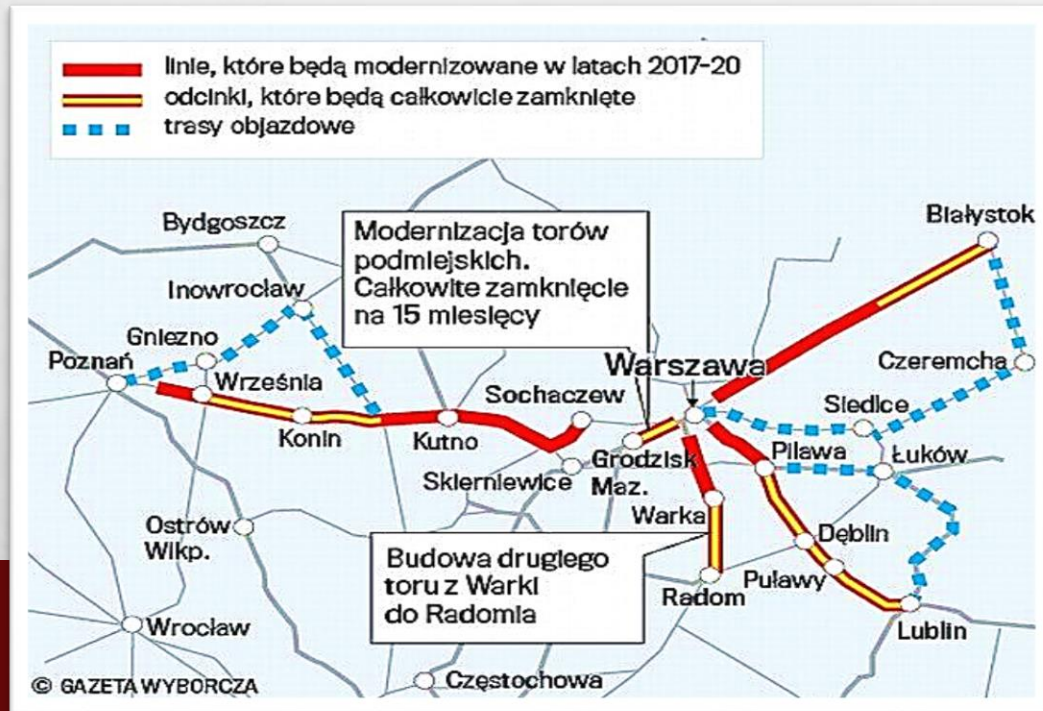 linie, które będą modernizowane w latach 2017-20
odcinki, które będą całkowicie zamknięte
trasy objazdowe
Białystok
Bydgoszcz
Modernizacja torów
podmiejskich.
Całkowite zamknięcie
na 15 miesięcy
Inowrocław
Gniezno
Poznań
Warszawa
Czeremcha
Września
Sochaczew
Siedlce
Konin
Kutno
Grodzisk
Maz.
Pilawa
Łuków
Skierniewice
Warka
Ostrów
Wlkp.
Dęblin
Budowa drugiego
toru z Warki
do Radomia
Puławy
Radom
Lublin
Wrocław
Częstochowa
© GAZETA WYBORCZA